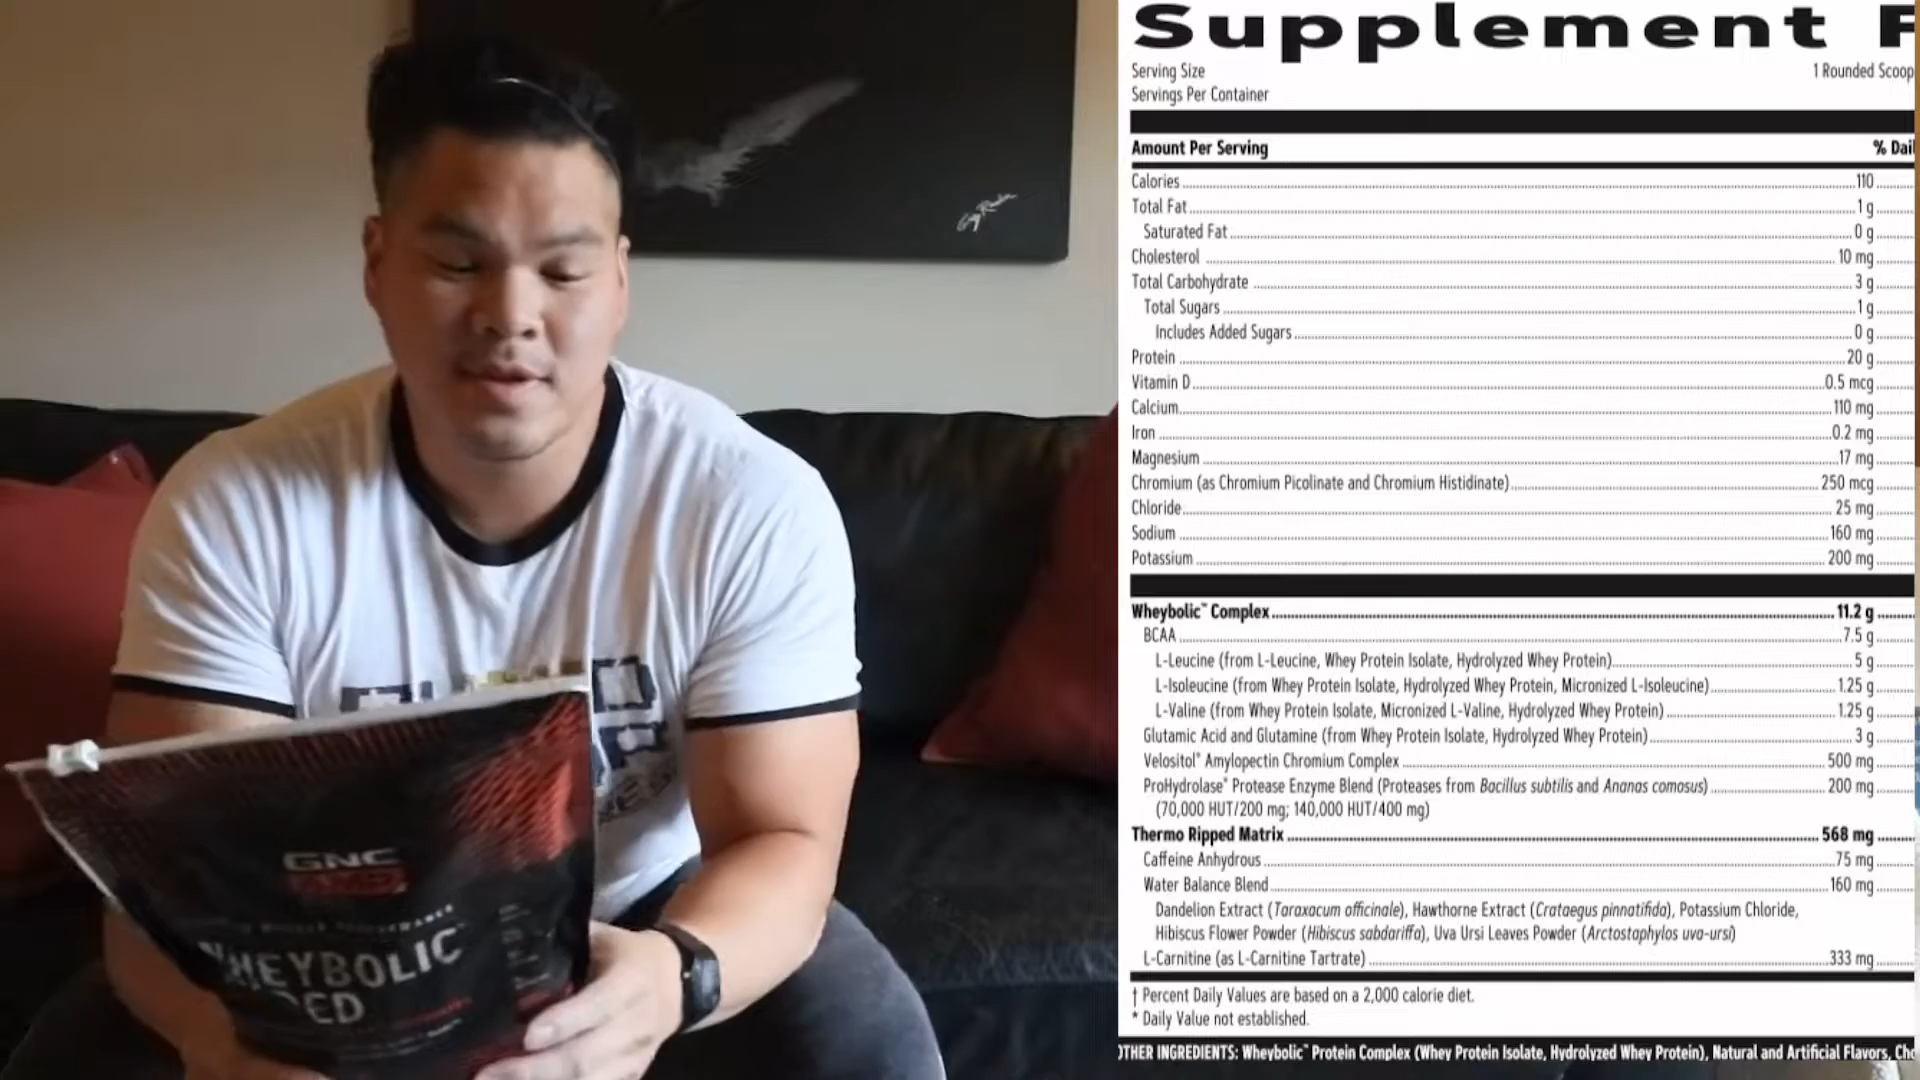 Supplement F
Serving Size 1 Rounded Scoop
Servings Per Container
Amount Per Serving % Dai
Calories 110
Total Fat 1 g
Saturated Fat 0 g
Cholesterol 10 mg
Total Carbohydrate 3 g
Total Sugars 1 g
Includes Added Sugars 0 g
Protein 20 g
Vitamin D 0.5 mcg
Calcium 110 mg
Iron 0.2 mg
Magnesium 17 mg
Chromium (as Chromium Picolinate and Chromium Histidinate) 250 mcg
Chloride 25 mg
Sodium 160 mg
Potassium 200 mg
Wheybolic™ Complex 11.2 g
BCAA 7.5 g
L-Leucine (from L-Leucine, Whey Protein Isolate, Hydrolyzed Whey Protein) 5 g
L-Isoleucine (from Whey Protein Isolate, Hydrolyzed Whey Protein, Micronized L-Isoleucine) 1.25 g
L-Valine (from Whey Protein Isolate, Micronized L-Valine, Hydrolyzed Whey Protein) 1.25 g
Glutamic Acid and Glutamine (from Whey Protein Isolate, Hydrolyzed Whey Protein) 3 g
Velositol® Amylopectin Chromium Complex 500 mg
ProHydrolase® Protease Enzyme Blend (Proteases from Bacillus subtilis and Ananas comosus) 200 mg
(70,000 HUT/200 mg; 140,000 HUT/400 mg)
Thermo Ripped Matrix 568 mg
Caffeine Anhydrous 75 mg
Water Balance Blend 160 mg
Dandelion Extract (Taraxacum officinale), Hawthorne Extract (Crataegus pinnatifida), Potassium Chloride,
Hibiscus Flower Powder (Hibiscus sabdariffa), Uva Ursi Leaves Powder (Arctostaphylos uva-ursi)
L-Carnitine (as L-Carnitine Tartrate) 333 mg
† Percent Daily Values are based on a 2,000 calorie diet.
* Daily Value not established.
OTHER INGREDIENTS: Wheybolic™ Protein Complex (Whey Protein Isolate, Hydrolyzed Whey Protein), Natural and Artificial Flavors, Cho
GNC
AMP
WHEYBOLIC
PED